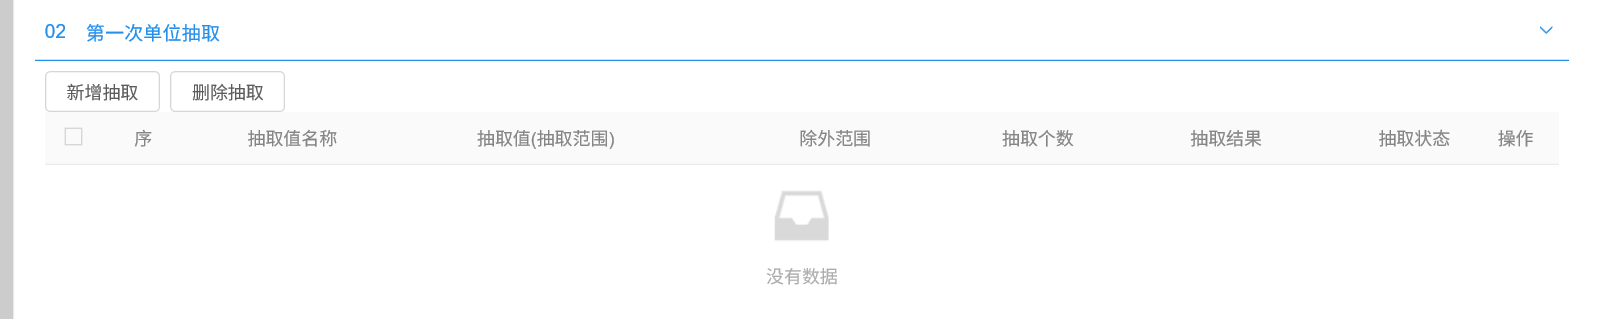 02 第一次单位抽取
新增抽取 删除抽取
序 抽取值名称 抽取值(抽取范围) 除外范围 抽取个数 抽取结果 抽取状态 操作
没有数据